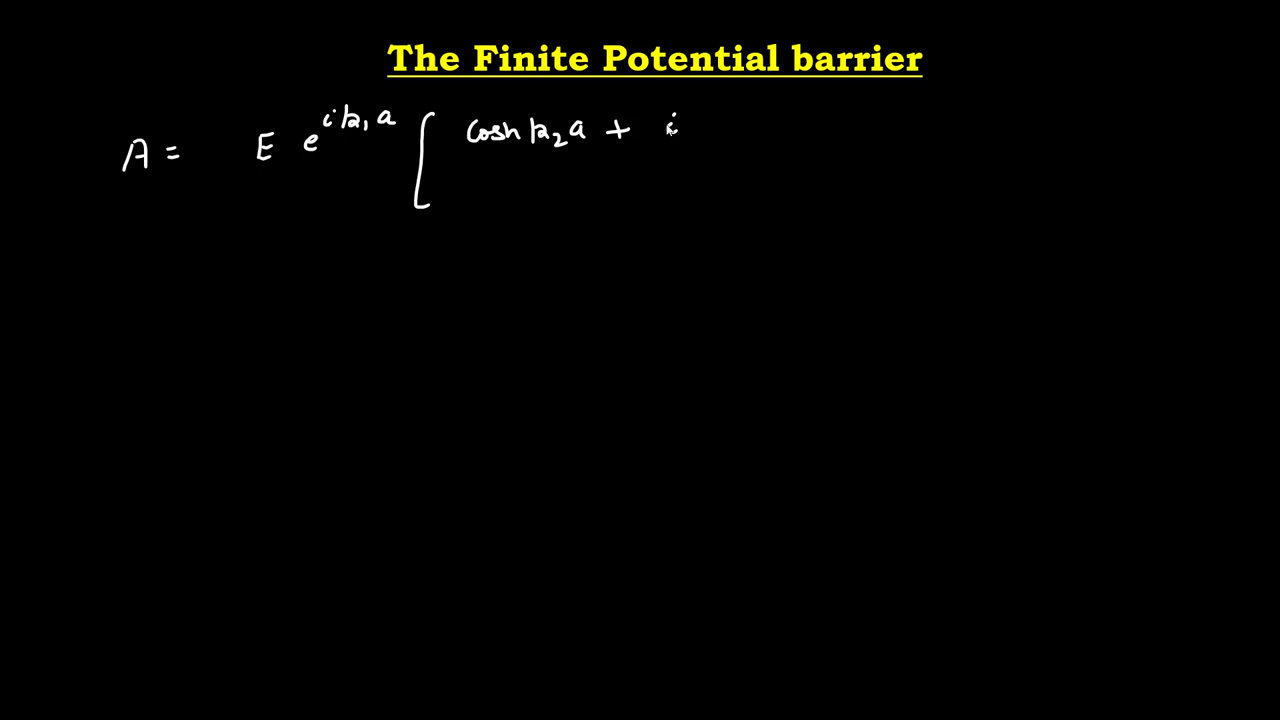 The Finite Potential barrier
A = E e^{ik₁a} [ cosh k₂a + i